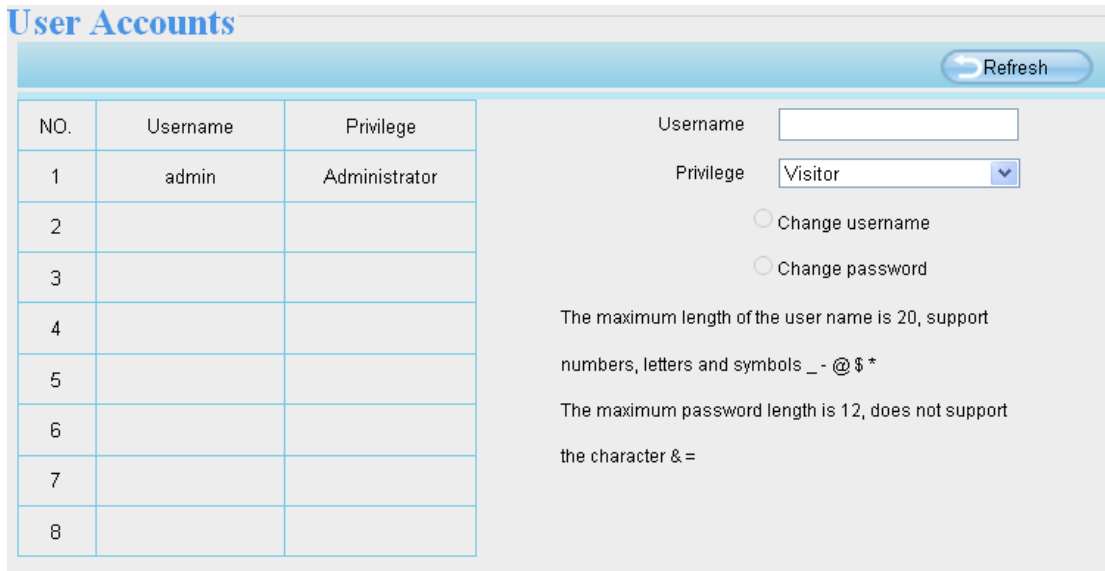 User Accounts
Refresh
NO. Username Privilege
1 admin Administrator
2
3
4
5
6
7
8
Username
Privilege Visitor
Change username
Change password
The maximum length of the user name is 20, support
numbers, letters and symbols _ - @ $ *
The maximum password length is 12, does not support
the character & =